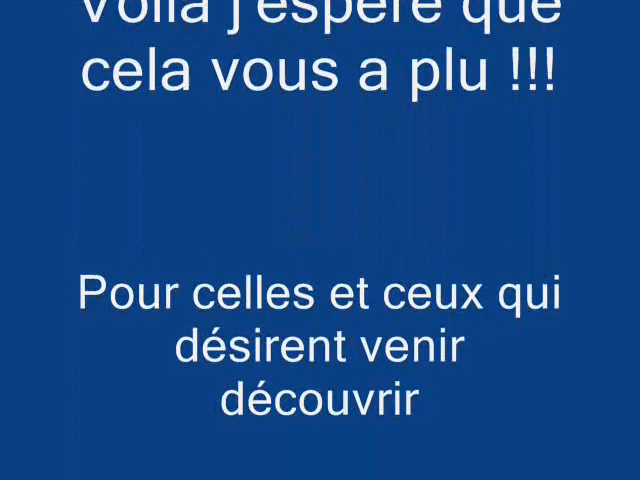 Voilà j'espère que
cela vous a plu !!!
Pour celles et ceux qui
désirent venir
découvrir